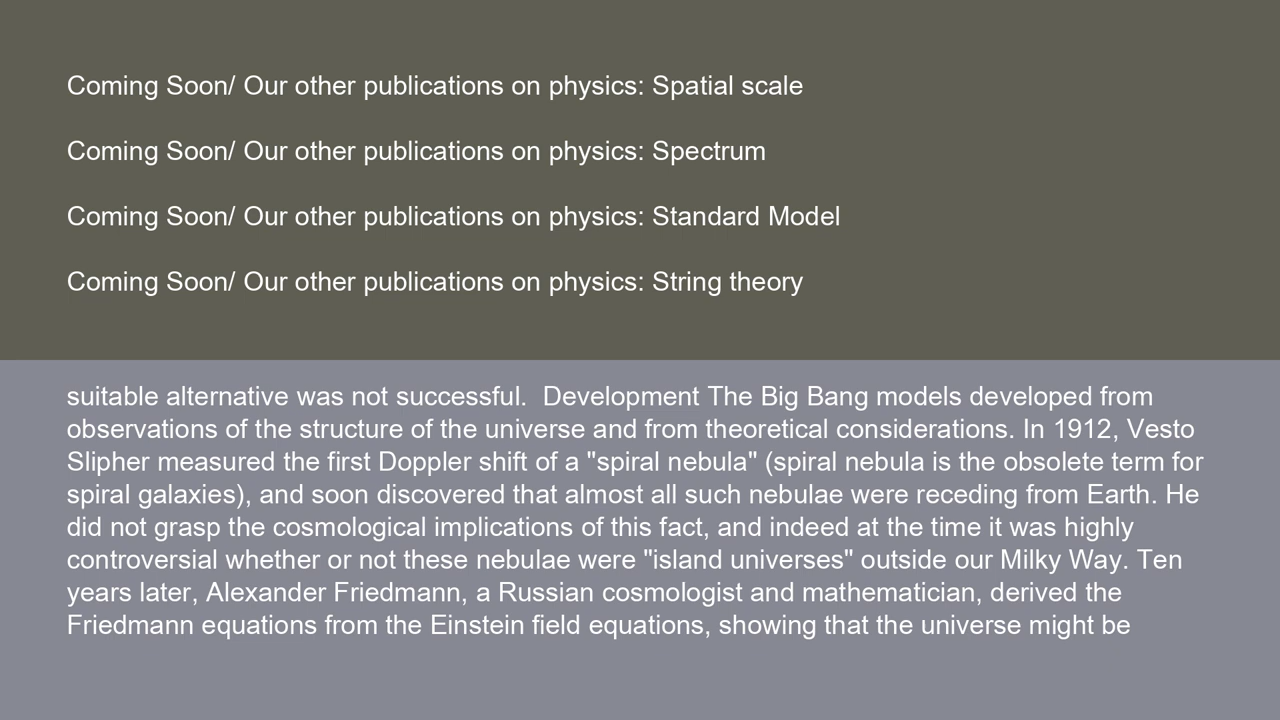 Coming Soon/ Our other publications on physics: Spatial scale
Coming Soon/ Our other publications on physics: Spectrum
Coming Soon/ Our other publications on physics: Standard Model
Coming Soon/ Our other publications on physics: String theory
suitable alternative was not successful.  Development The Big Bang models developed from
observations of the structure of the universe and from theoretical considerations. In 1912, Vesto
Slipher measured the first Doppler shift of a "spiral nebula" (spiral nebula is the obsolete term for
spiral galaxies), and soon discovered that almost all such nebulae were receding from Earth. He
did not grasp the cosmological implications of this fact, and indeed at the time it was highly
controversial whether or not these nebulae were "island universes" outside our Milky Way. Ten
years later, Alexander Friedmann, a Russian cosmologist and mathematician, derived the
Friedmann equations from the Einstein field equations, showing that the universe might be